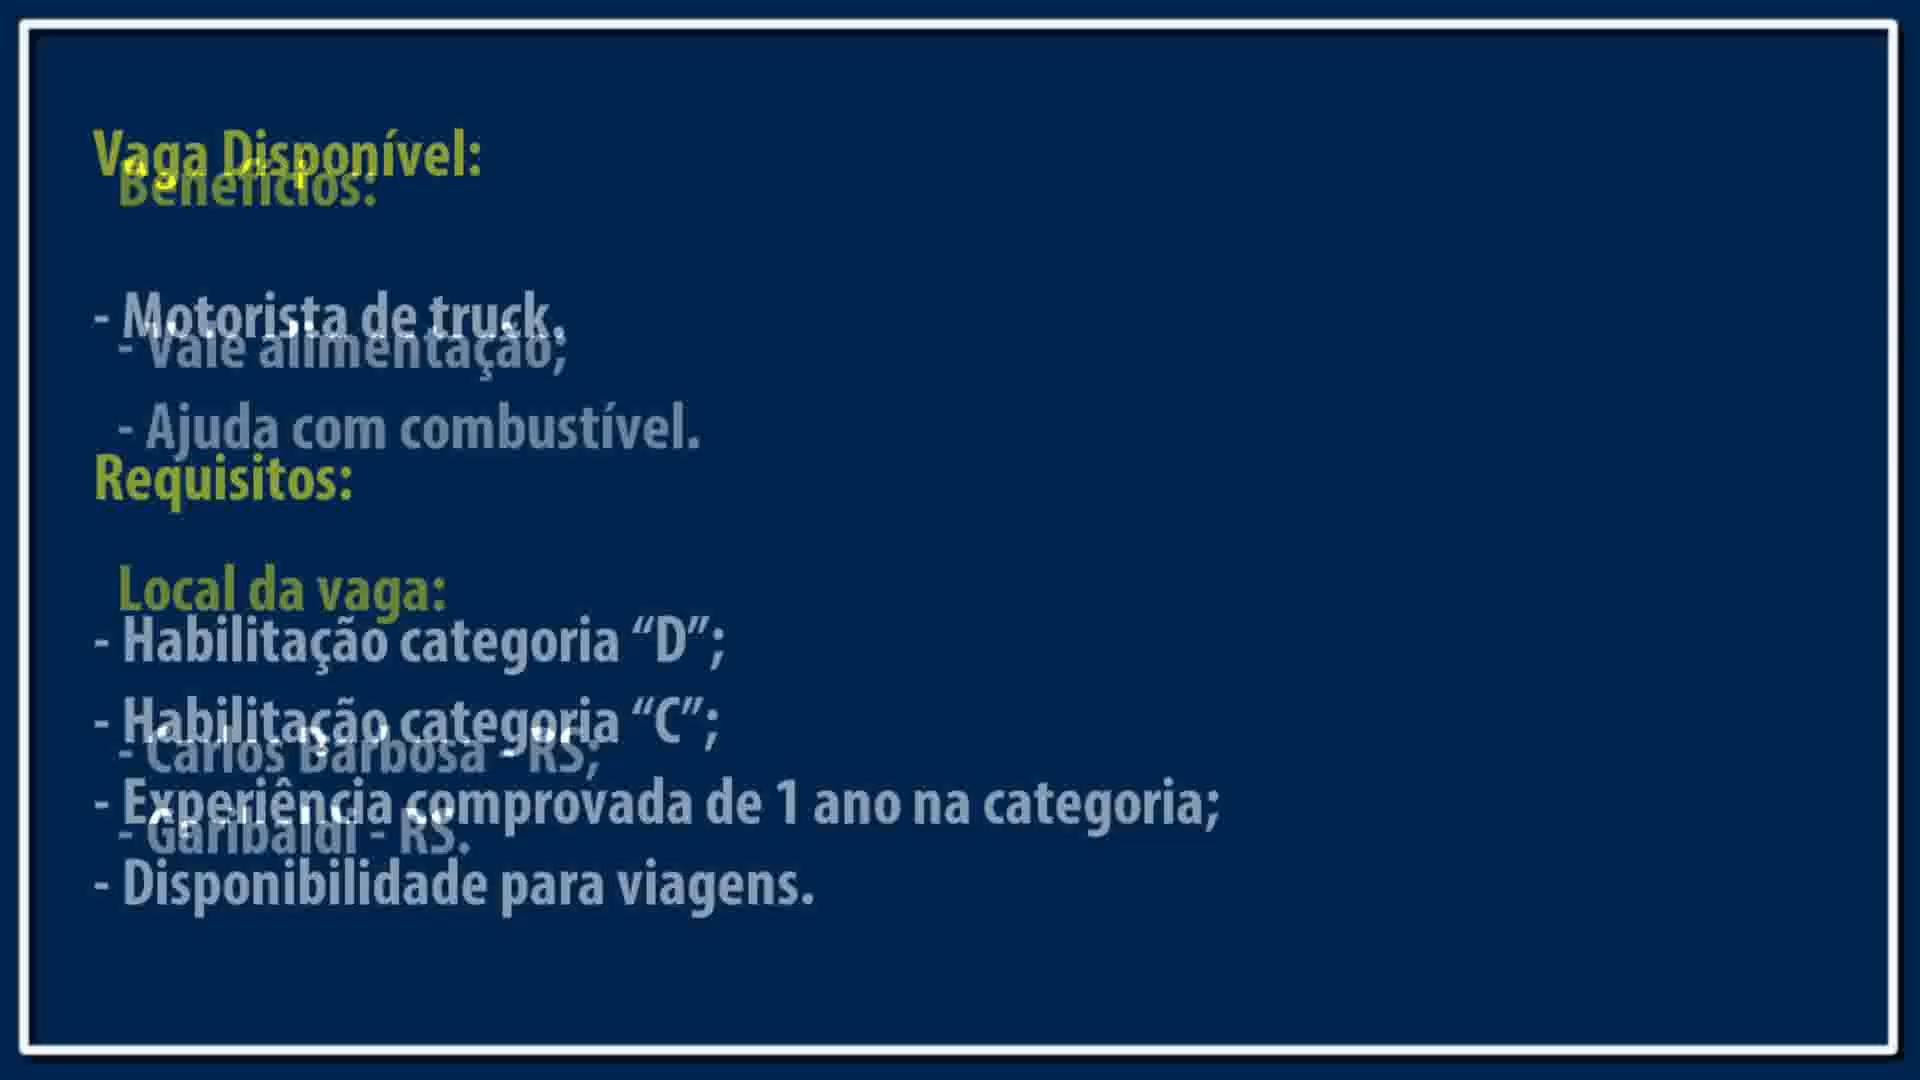 Vaga Disponível:
- Motorista de truck.
Requisitos:
- Habilitação categoria “D”;
- Habilitação categoria “C”;
- Experiência comprovada de 1 ano na categoria;
- Disponibilidade para viagens.
Benefícios:
- Vale alimentação;
- Ajuda com combustível.
Local da vaga:
- Carlos Barbosa - RS;
- Garibaldi - RS.